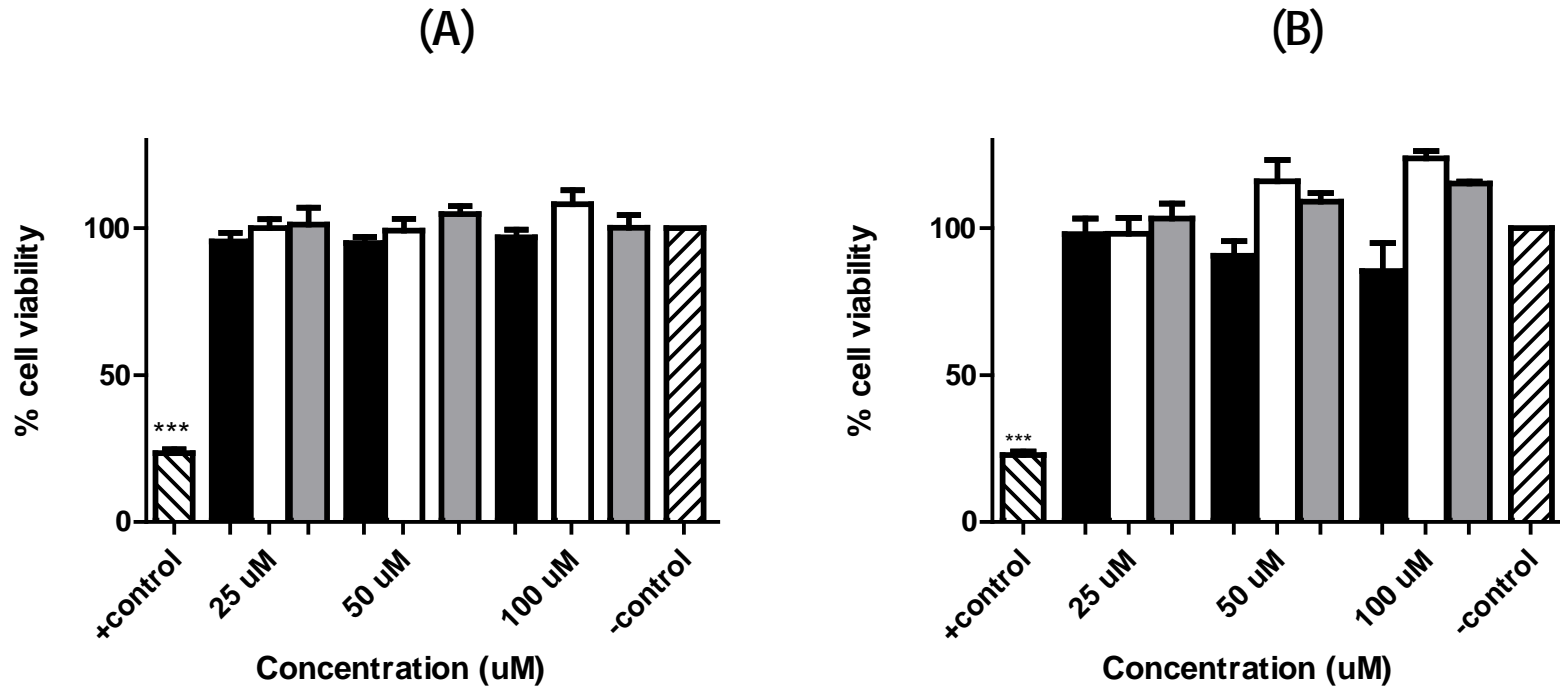 (A)
% cell viability
100
50
0
***
+control
25 uM
50 uM
100 uM
-control
Concentration (uM)
(B)
% cell viability
100
50
0
***
+control
25 uM
50 uM
100 uM
-control
Concentration (uM)